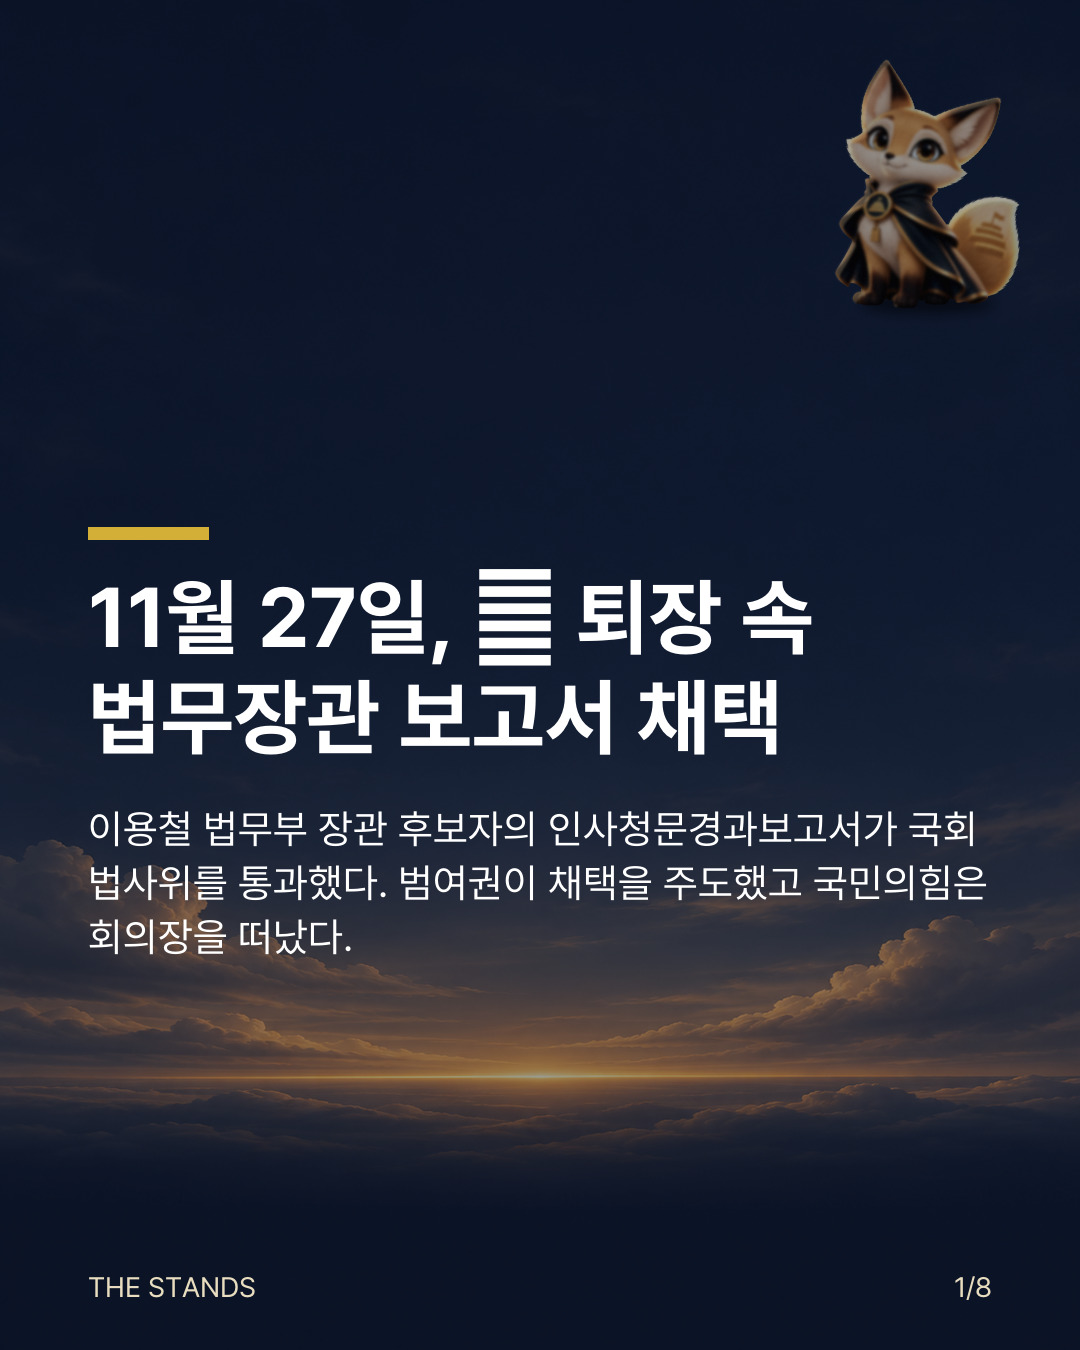 11월 27일, 퇴장 속
법무장관 보고서 채택
이용철 법무부 장관 후보자의 인사청문경과보고서가 국회
법사위를 통과했다. 범여권이 채택을 주도했고 국민의힘은
회의장을 떠났다.
THE STANDS
1/8